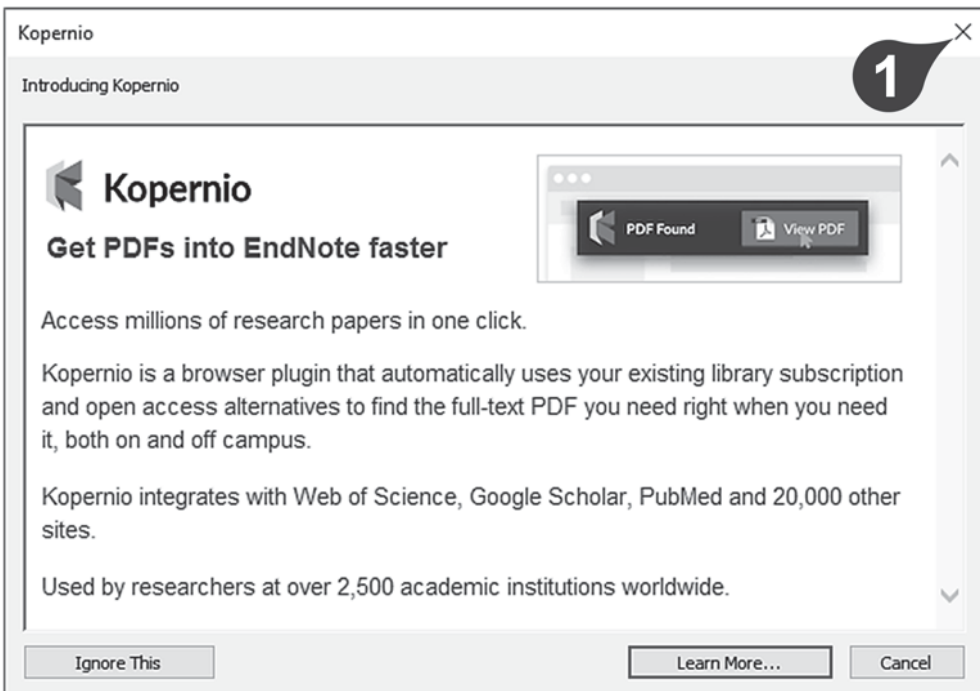 Kopernio
1
Introducing Kopernio
Kopernio
Get PDFs into EndNote faster
PDF Found
View PDF
Access millions of research papers in one click.
Kopernio is a browser plugin that automatically uses your existing library subscription
and open access alternatives to find the full-text PDF you need right when you need
it, both on and off campus.
Kopernio integrates with Web of Science, Google Scholar, PubMed and 20,000 other
sites.
Used by researchers at over 2,500 academic institutions worldwide.
Ignore This
Learn More...
Cancel